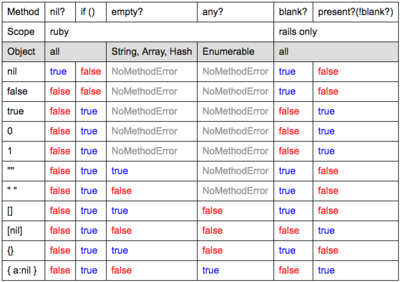 Method nil? if () empty? any? blank? present?(!blank?)
Scope ruby rails only
Object all String, Array, Hash Enumerable all
nil true false NoMethodError NoMethodError true false
false false false NoMethodError NoMethodError true false
true false true NoMethodError NoMethodError false true
0 false true NoMethodError NoMethodError false true
1 false true NoMethodError NoMethodError false true
"" false true true NoMethodError true false
" " false true false NoMethodError true false
[] false true true false true false
[nil] false true false false false true
{} false true true false true false
{ a:nil } false true false true false true